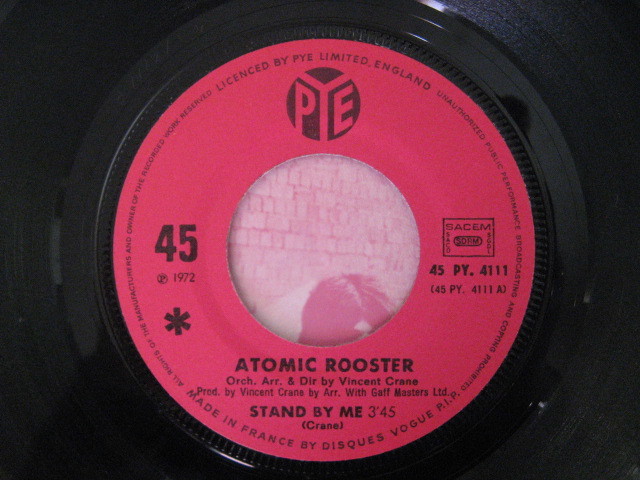 ALL RIGHTS OF THE MANUFACTURERS AND OWNER OF THE RECORDED WORK RESERVED. LICENCED BY PYE LIMITED, ENGLAND UNAUTHORIZED PUBLIC PERFORMANCE BROADCASTING AND COPYING PROHIBITED
PYE
45
℗ 1972
*
SACEM
SACD SDRM SGDL
45 PY. 4111
(45 PY. 4111 A)
ATOMIC ROOSTER
Orch. Arr. & Dir by Vincent Crane
Prod. by Vincent Crane by Arr. With Gaff Masters Ltd.
STAND BY ME 3'45
(Crane)
MADE IN FRANCE BY DISQUES VOGUE P.I.P.